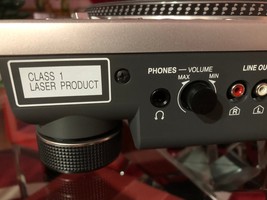 CLASS 1
LASER PRODUCT
PHONES — VOLUME
MAX MIN
LINE OU
R L